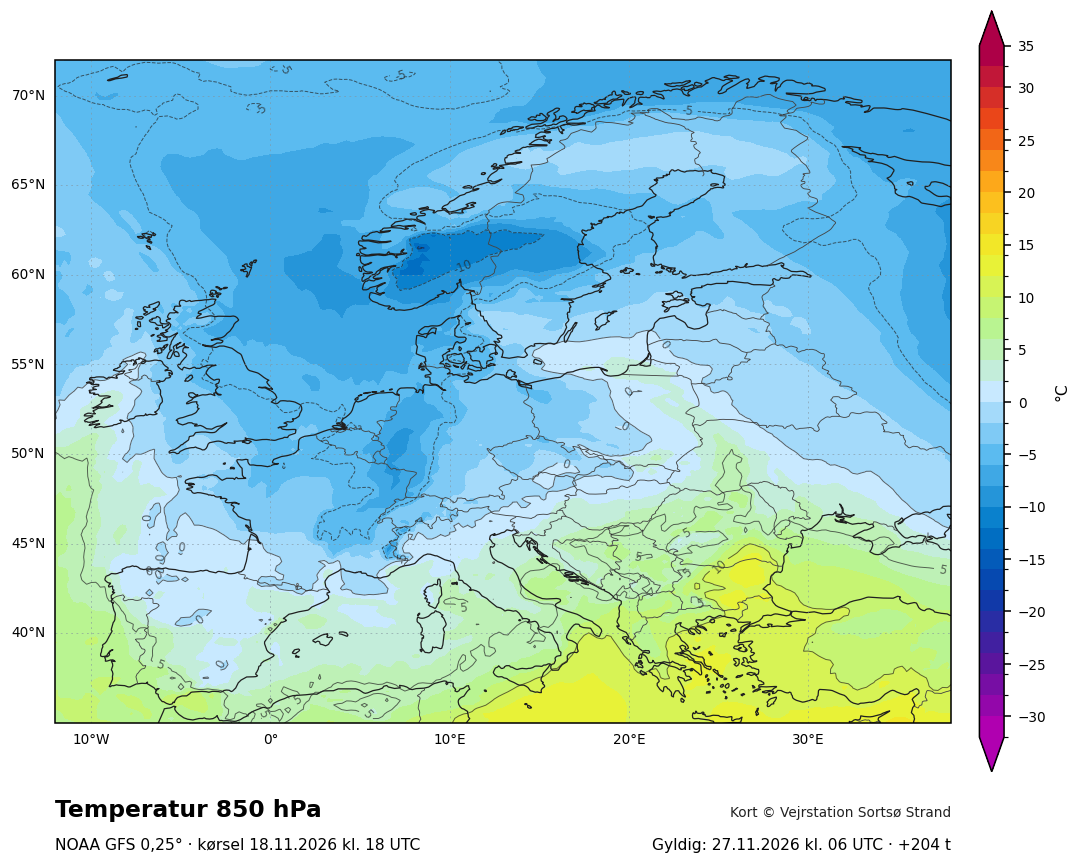 70°N
65°N
60°N
55°N
50°N
45°N
40°N
10°W 0° 10°E 20°E 30°E
35
30
25
20
15
10
5
0
−5
−10
−15
−20
−25
−30
°C
Temperatur 850 hPa
Kort © Vejrstation Sortsø Strand
NOAA GFS 0,25° · kørsel 18.11.2026 kl. 18 UTC
Gyldig: 27.11.2026 kl. 06 UTC · +204 t